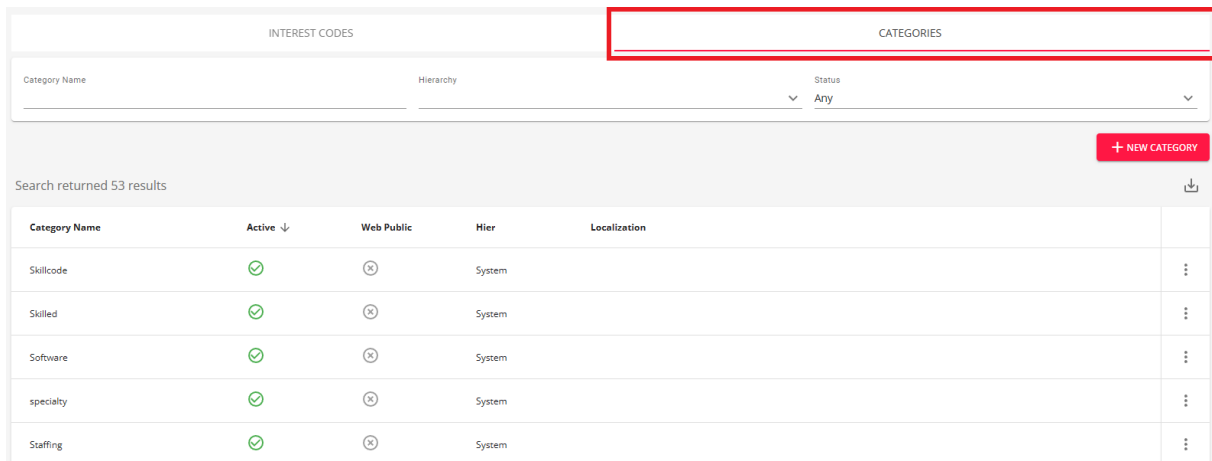 INTEREST CODES CATEGORIES
Category Name Hierarchy Status
Any
+ NEW CATEGORY
Search returned 53 results
Category Name Active Web Public Hier Localization
Skillcode System
Skilled System
Software System
specialty System
Staffing System